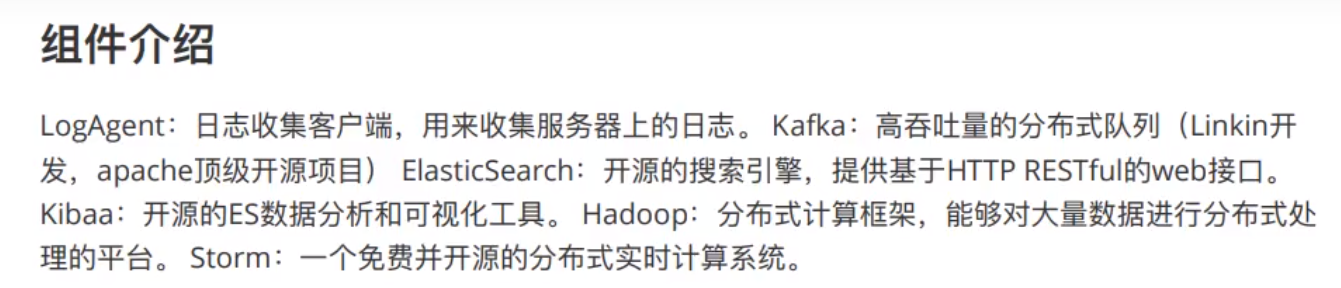 组件介绍
LogAgent：日志收集客户端，用来收集服务器上的日志。 Kafka：高吞吐量的分布式队列（Linkin开
发，apache顶级开源项目） ElasticSearch：开源的搜索引擎，提供基于HTTP RESTful的web接口。
Kibaa：开源的ES数据分析和可视化工具。 Hadoop：分布式计算框架，能够对大量数据进行分布式处
理的平台。 Storm：一个免费并开源的分布式实时计算系统。